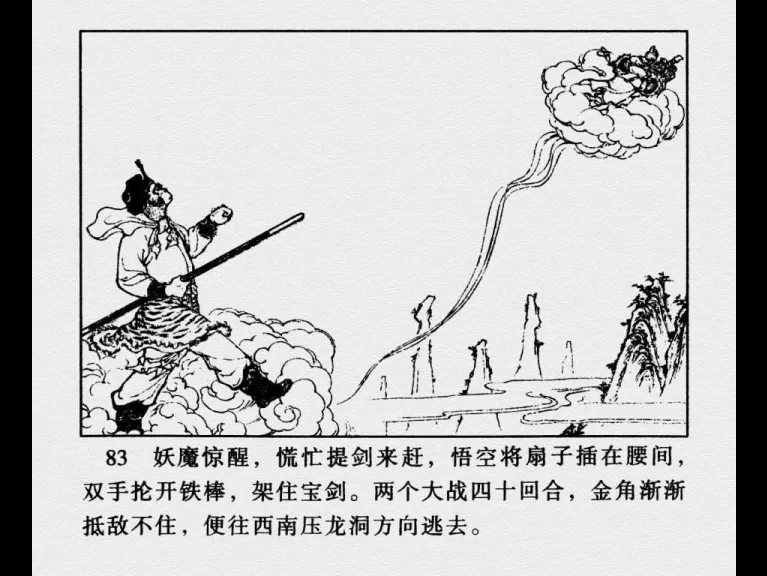 83 妖魔惊醒，慌忙提剑来赶，悟空将扇子插在腰间，
双手抡开铁棒，架住宝剑。两个大战四十回合，金角渐渐
抵敌不住，便往西南压龙洞方向逃去。